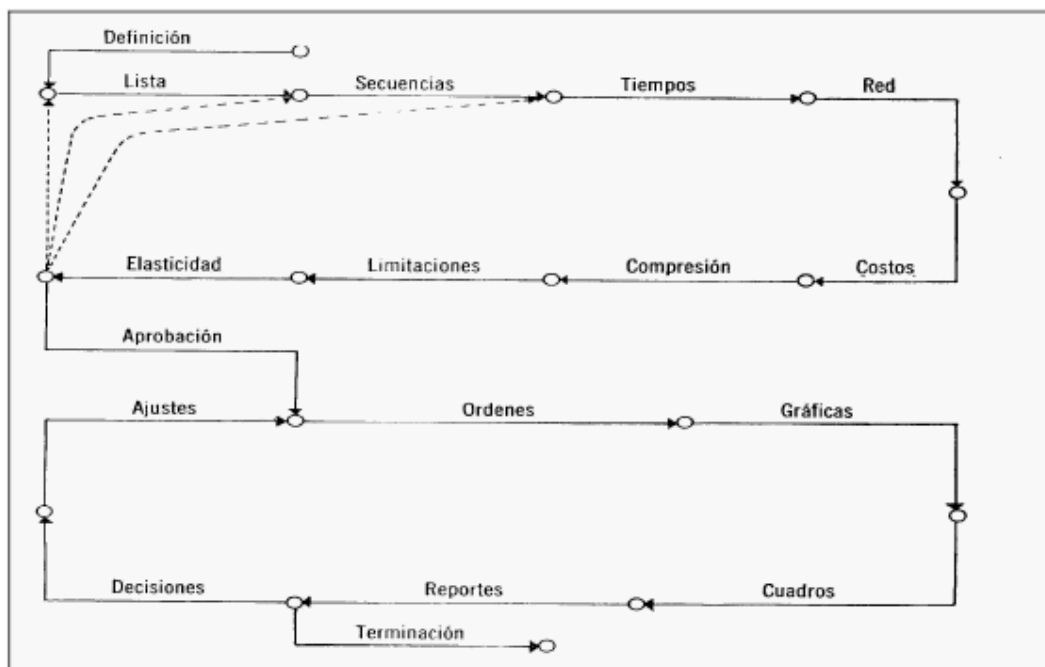 Definición
Lista
Secuencias
Tiempos
Red
Elasticidad
Limitaciones
Compresión
Costos
Aprobación
Ajustes
Ordenes
Gráficas
Decisiones
Reportes
Cuadros
Terminación